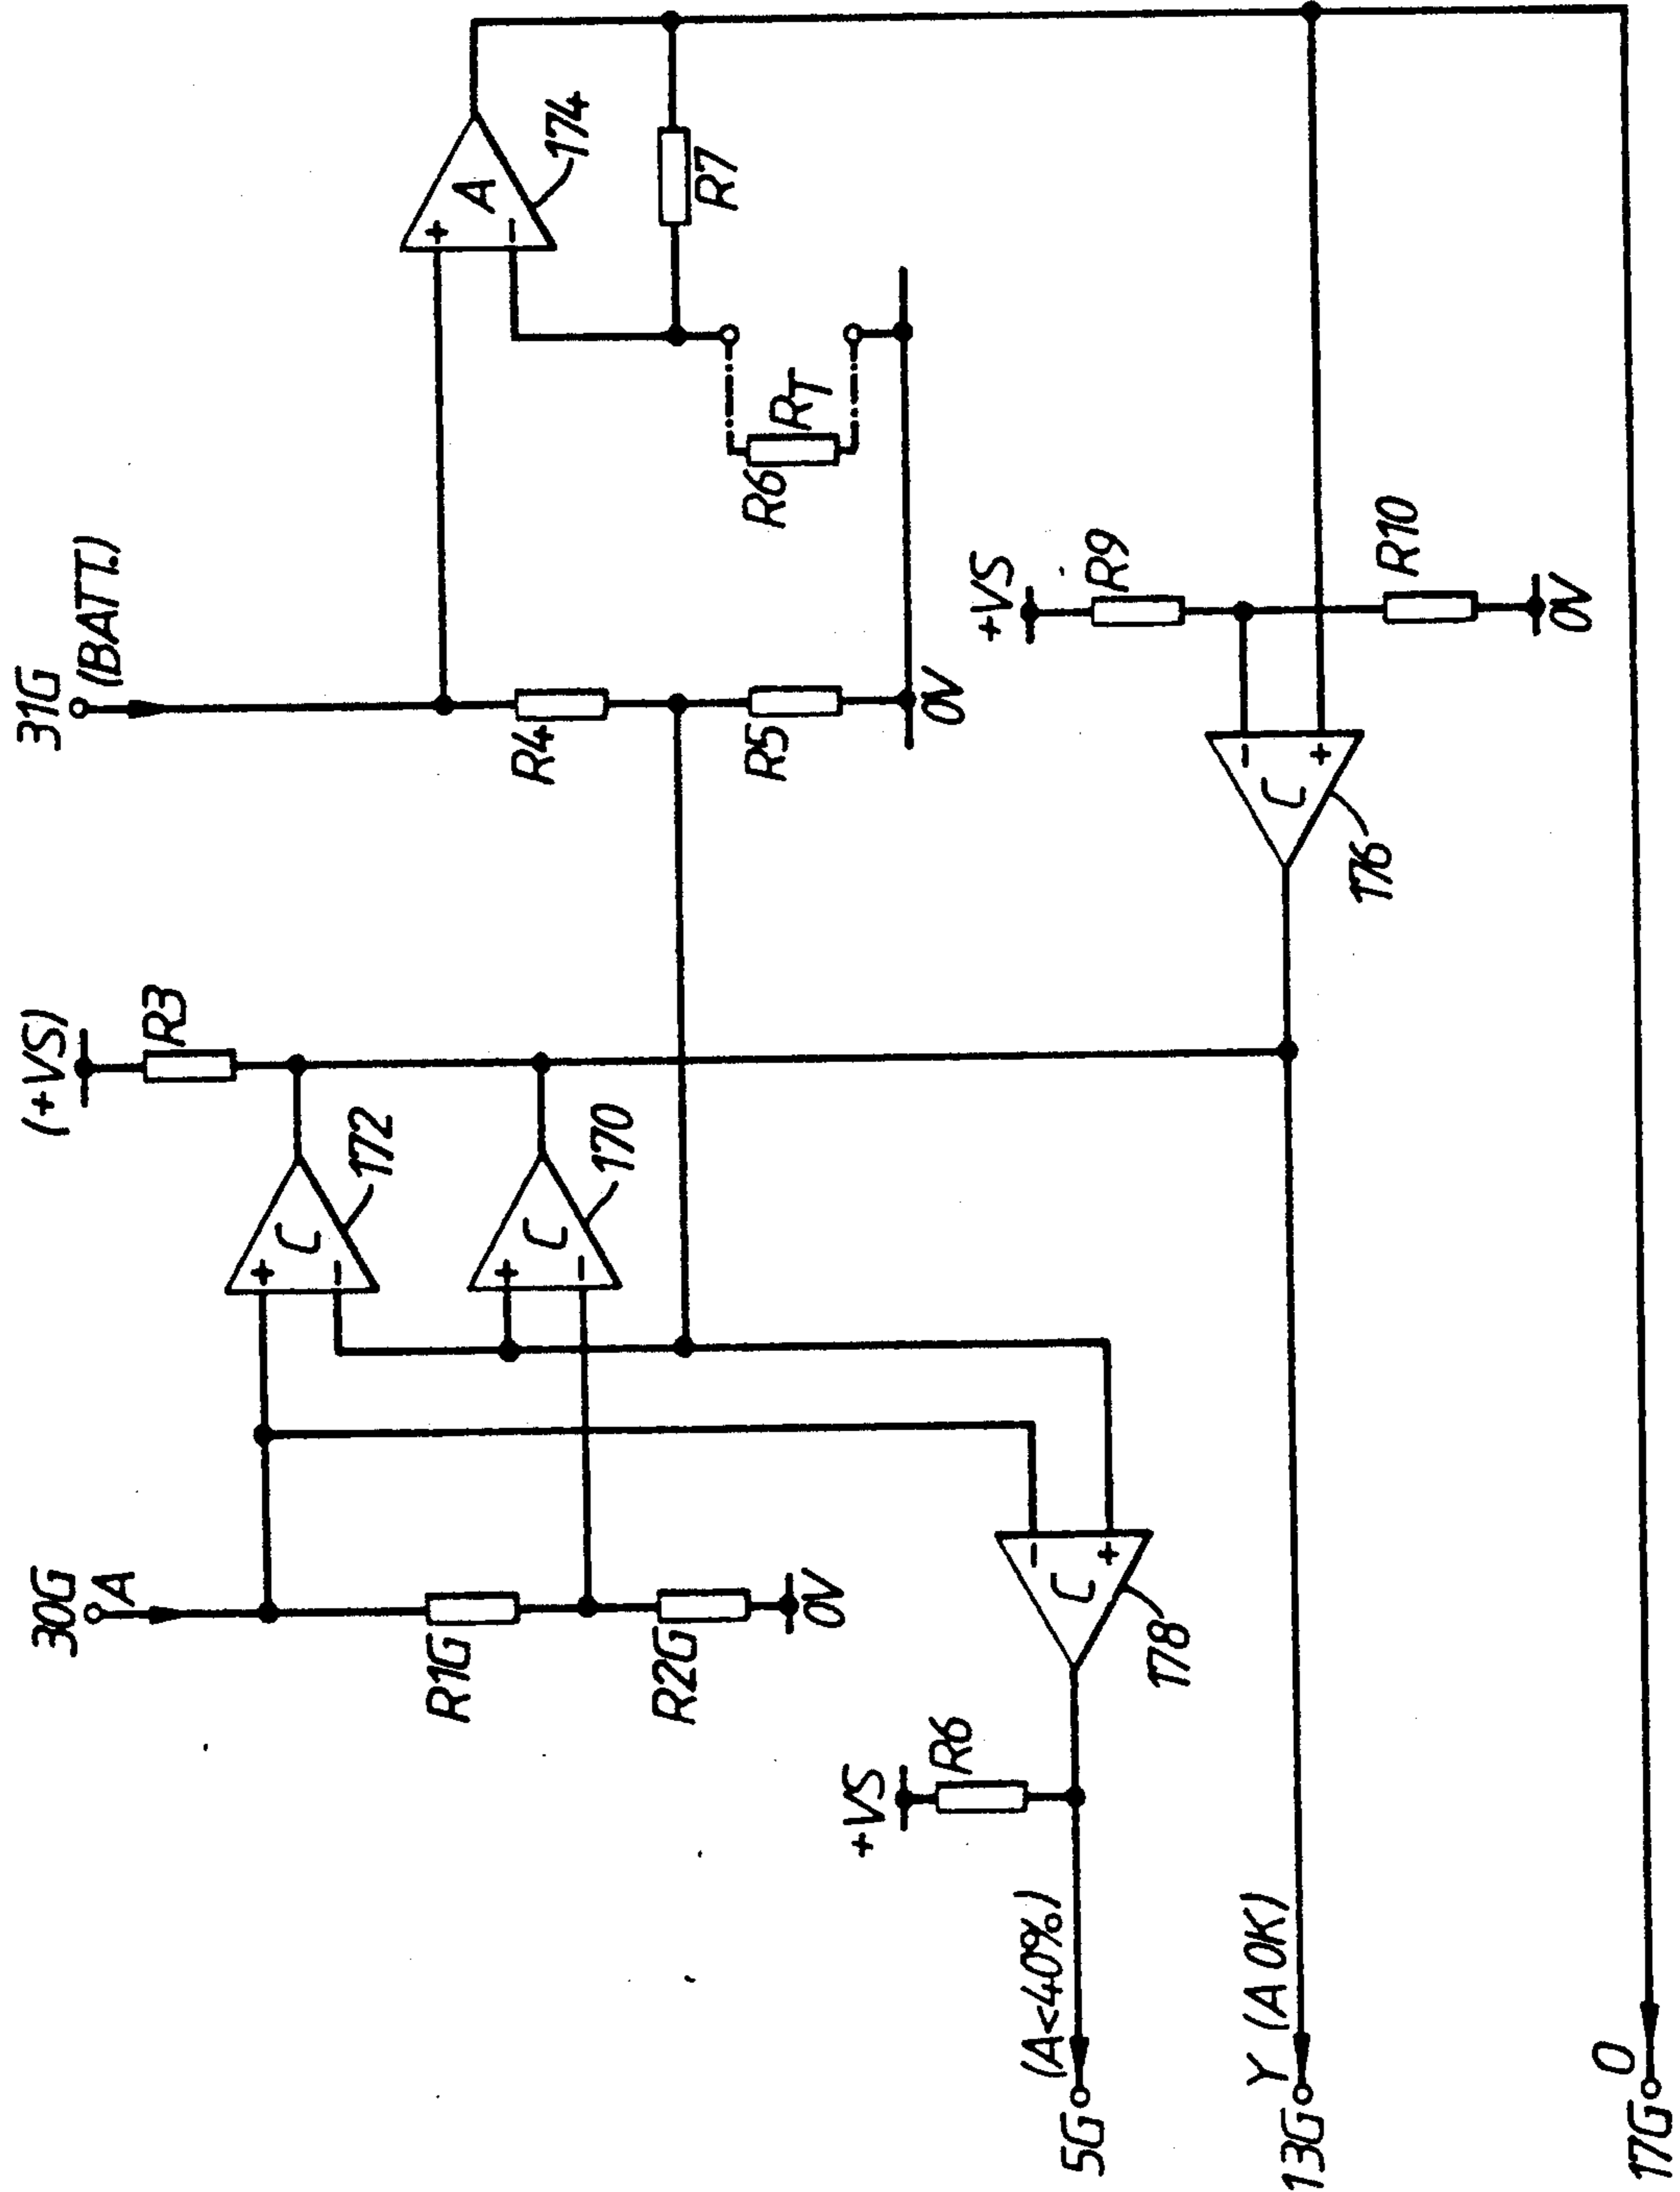 31G
(BATT.)
(+VS)
30G
A
R3
+
A
-
174
R7
R4
R5
R6
RT
0V
+
C
-
172
+
C
-
170
R1G
R2G
0V
+VS
R9
R10
0V
-
C
+
176
-
C
+
178
+VS
R6
(A<40%)
5G
Y (A OK)
13G
O
17G